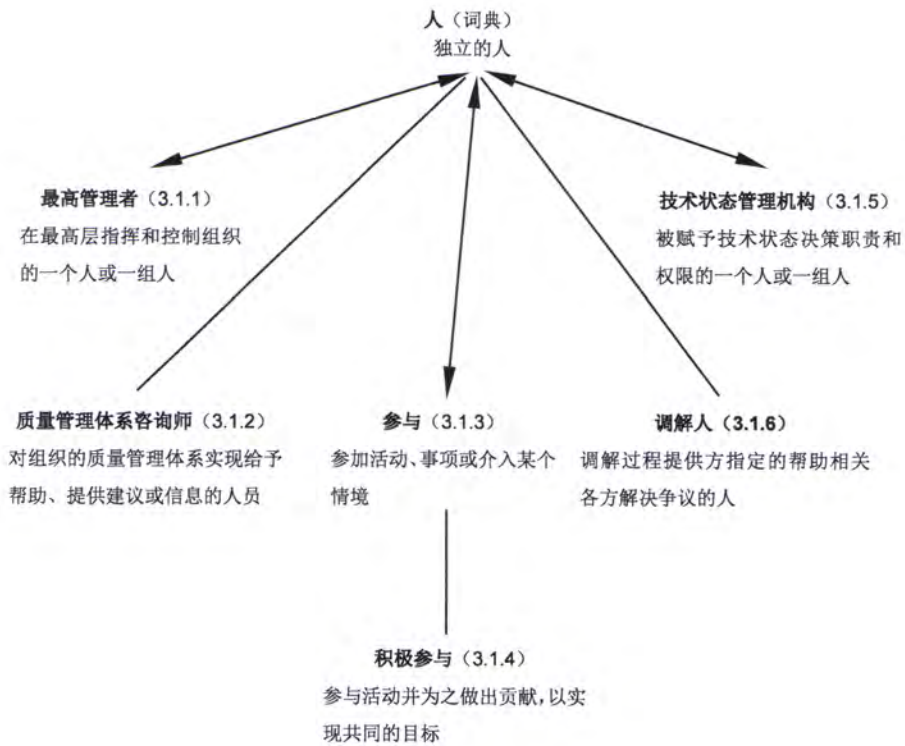 人（词典）
独立的人
最高管理者（3.1.1）
在最高层指挥和控制组织
的一个人或一组人
技术状态管理机构（3.1.5）
被赋予技术状态决策职责和
权限的一个人或一组人
质量管理体系咨询师（3.1.2）
对组织的质量管理体系实现给予
帮助、提供建议或信息的人员
参与（3.1.3）
参加活动、事项或介入某个
情境
调解人（3.1.6）
调解过程提供方指定的帮助相关
各方解决争议的人
积极参与（3.1.4）
参与活动并为之做出贡献，以实
现共同的目标